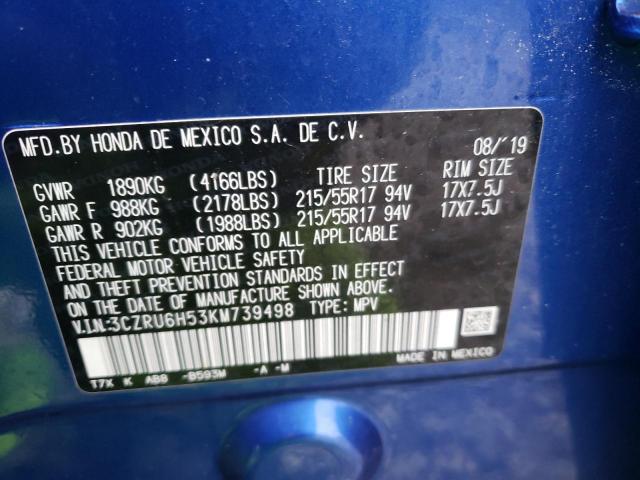 MFD.BY HONDA DE MEXICO S.A. DE C.V. 08/'19
TIRE SIZE RIM SIZE
GVWR 1890KG (4166LBS)
GAWR F 988KG (2178LBS) 215/55R17 94V 17X7.5J
GAWR R 902KG (1988LBS) 215/55R17 94V 17X7.5J
THIS VEHICLE CONFORMS TO ALL APPLICABLE
FEDERAL MOTOR VEHICLE SAFETY
AND THEFT PREVENTION STANDARDS IN EFFECT
ON THE DATE OF MANUFACTURE SHOWN ABOVE.
V.I.N.:3CZRU6H53KM739498 TYPE: MPV
T7X K ABB -B593M -A -M
MADE IN MEXICO